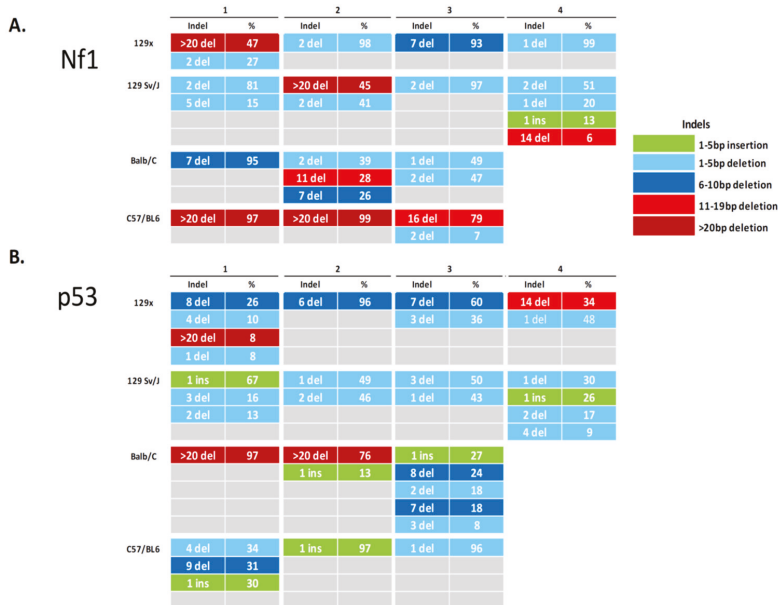 A.
Nf1
1 2 3 4
Indel % Indel % Indel % Indel %
129x >20 del 47 2 del 98 7 del 93 1 del 99
2 del 27
129 Sv/J 2 del 81 >20 del 45 2 del 97 2 del 51
5 del 15 2 del 41 1 del 20
1 ins 13
14 del 6
Balb/C 7 del 95 2 del 39 1 del 49
11 del 28 2 del 47
7 del 26
C57/BL6 >20 del 97 >20 del 99 16 del 79
2 del 7
Indels
1-5bp insertion
1-5bp deletion
6-10bp deletion
11-19bp deletion
>20bp deletion
B.
p53
1 2 3 4
Indel % Indel % Indel % Indel %
129x 8 del 26 6 del 96 7 del 60 14 del 34
4 del 10 3 del 36 1 del 48
>20 del 8
1 del 8
129 Sv/J 1 ins 67 1 del 49 3 del 50 1 del 30
3 del 16 2 del 46 1 del 43 1 ins 26
2 del 13 2 del 17
4 del 9
Balb/C >20 del 97 >20 del 76 1 ins 27
1 ins 13 8 del 24
2 del 18
7 del 18
3 del 8
C57/BL6 4 del 34 1 ins 97 1 del 96
9 del 31
1 ins 30